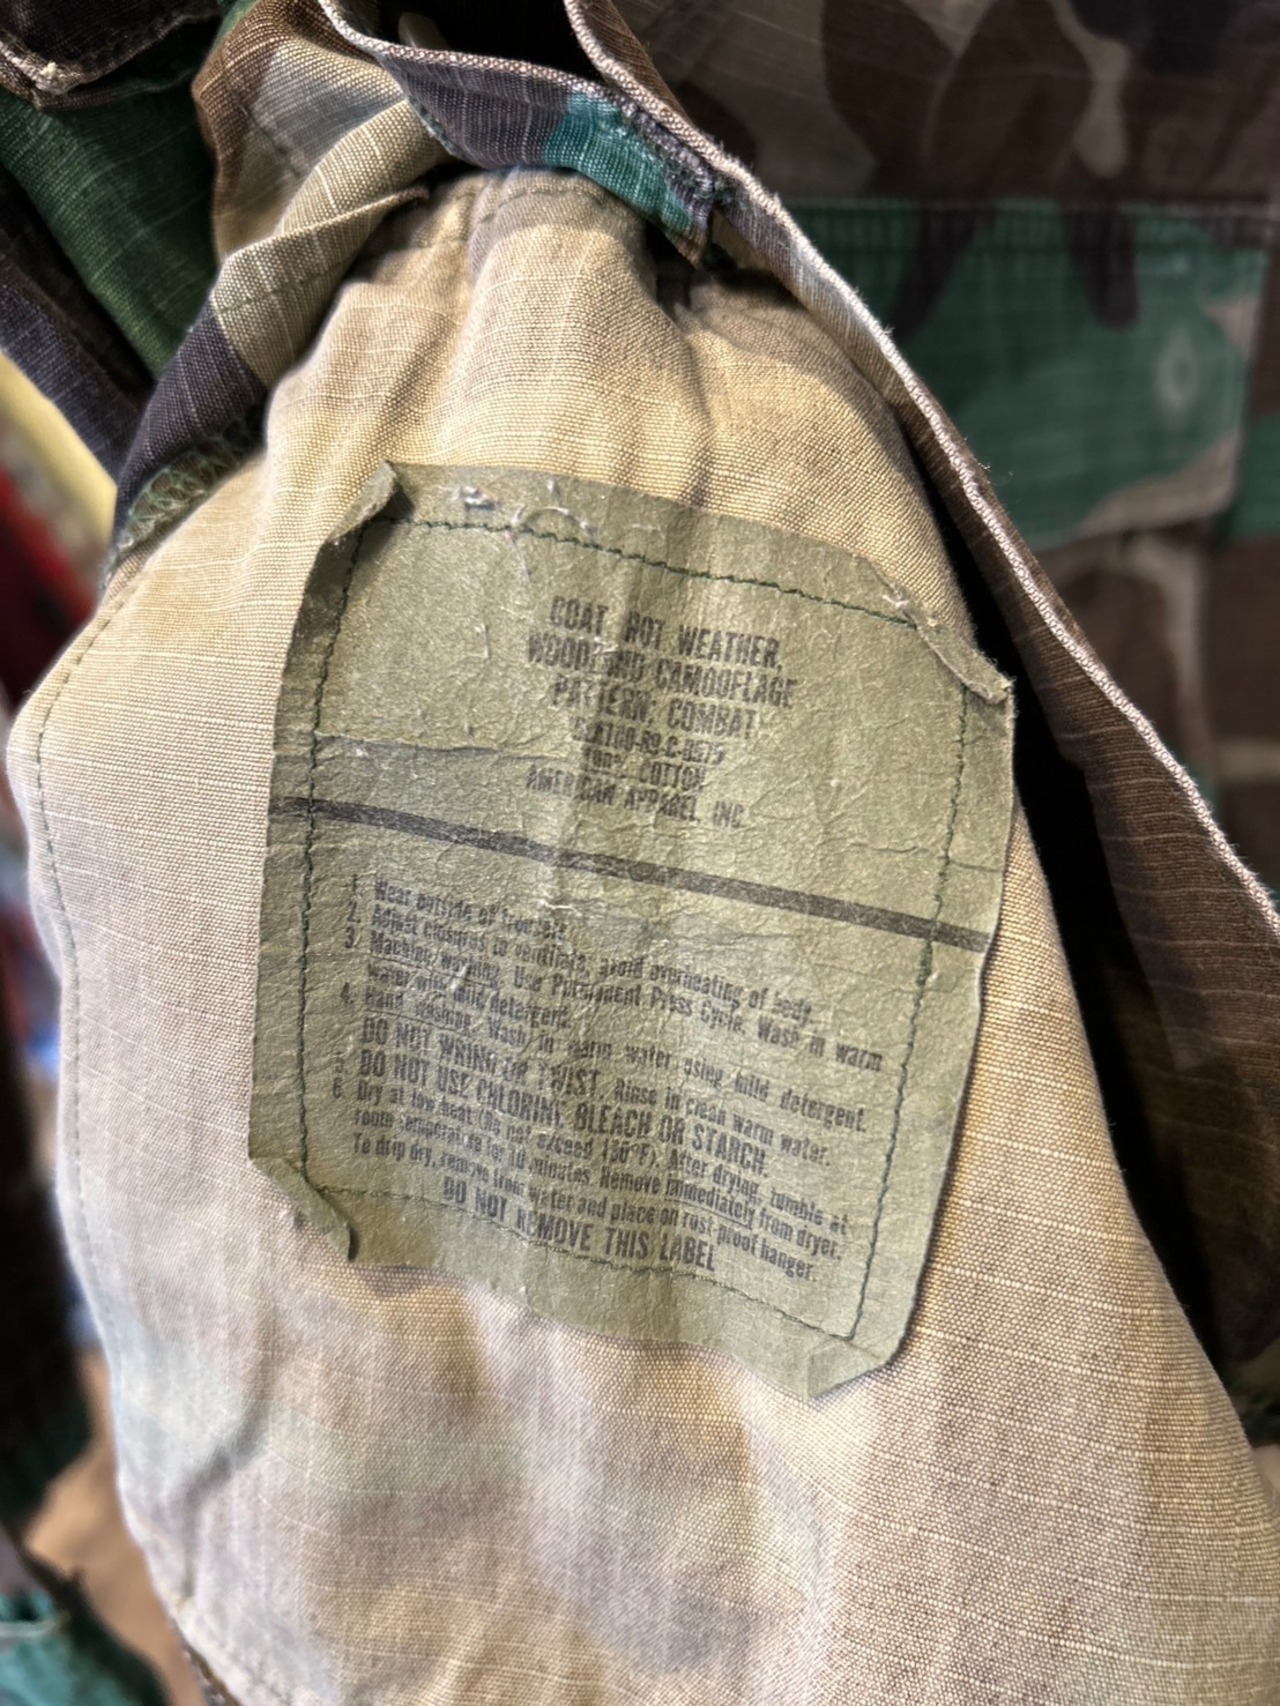 COAT, HOT WEATHER,
WOODLAND CAMOUFLAGE
PATTERN: COMBAT
100% COTTON
AMERICAN APPAREL, INC.
1. Wear outside of trousers.
2. Adjust closures to ventilate, avoid overheating of body.
3. Machine washing. Use Permanent Press Cycle. Wash in warm
water with mild detergent.
4. Hand washing. Wash in warm water using mild detergent.
DO NOT WRING OR TWIST. Rinse in clean warm water.
5. DO NOT USE CHLORINE BLEACH OR STARCH.
6. Dry at low heat (Do not exceed 130°F). After drying, tumble at
room temperature for 10 minutes. Remove immediately from dryer.
To drip dry, remove from water and place on rust-proof hanger.
DO NOT REMOVE THIS LABEL